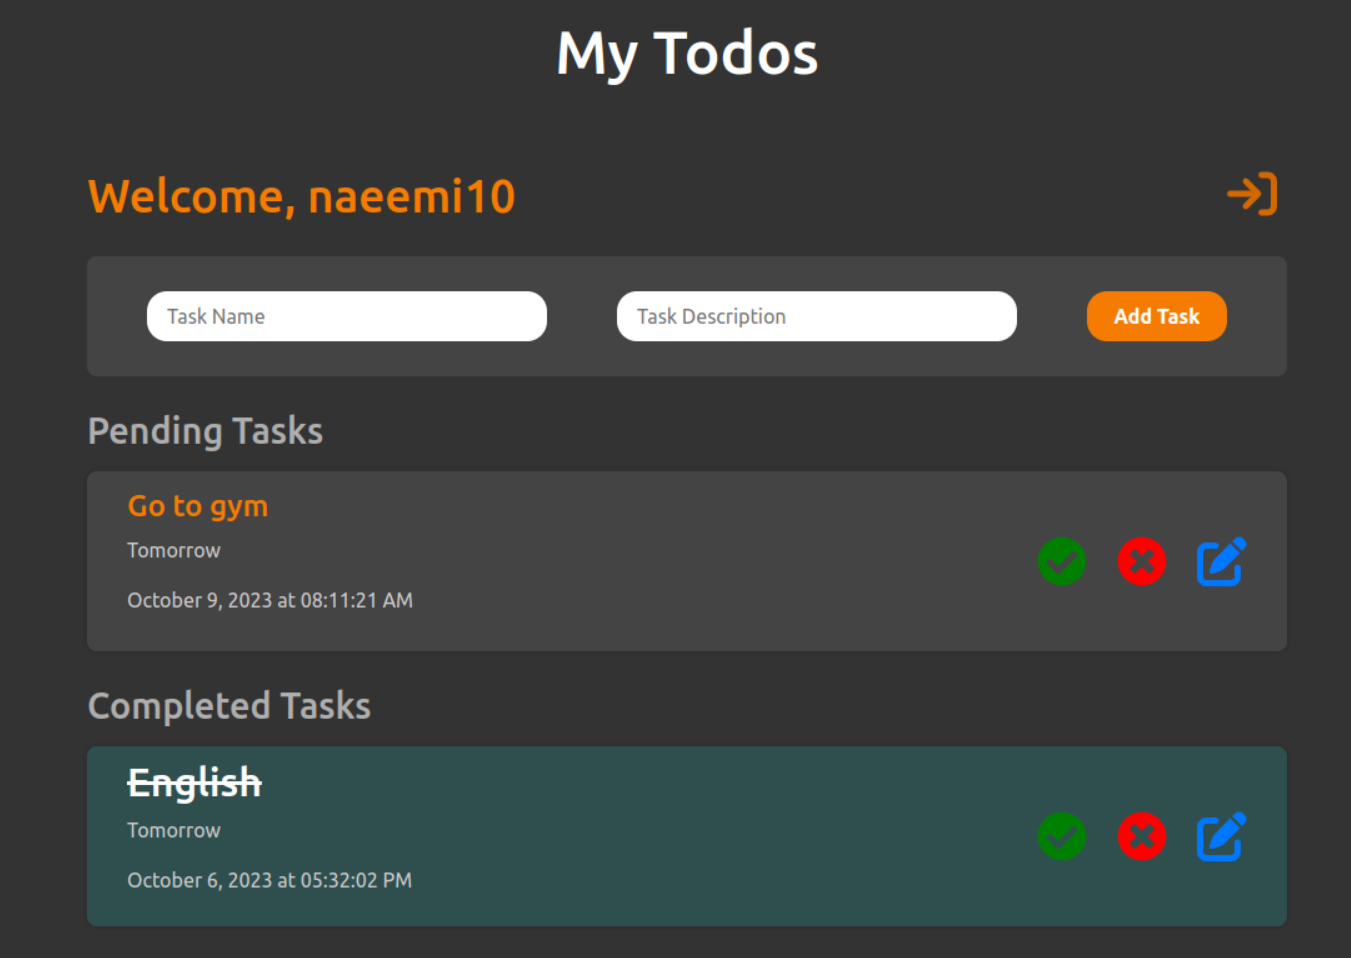 My Todos
Welcome, naeemi10
Task Name
Task Description
Add Task
Pending Tasks
Go to gym
Tomorrow
October 9, 2023 at 08:11:21 AM
Completed Tasks
English
Tomorrow
October 6, 2023 at 05:32:02 PM